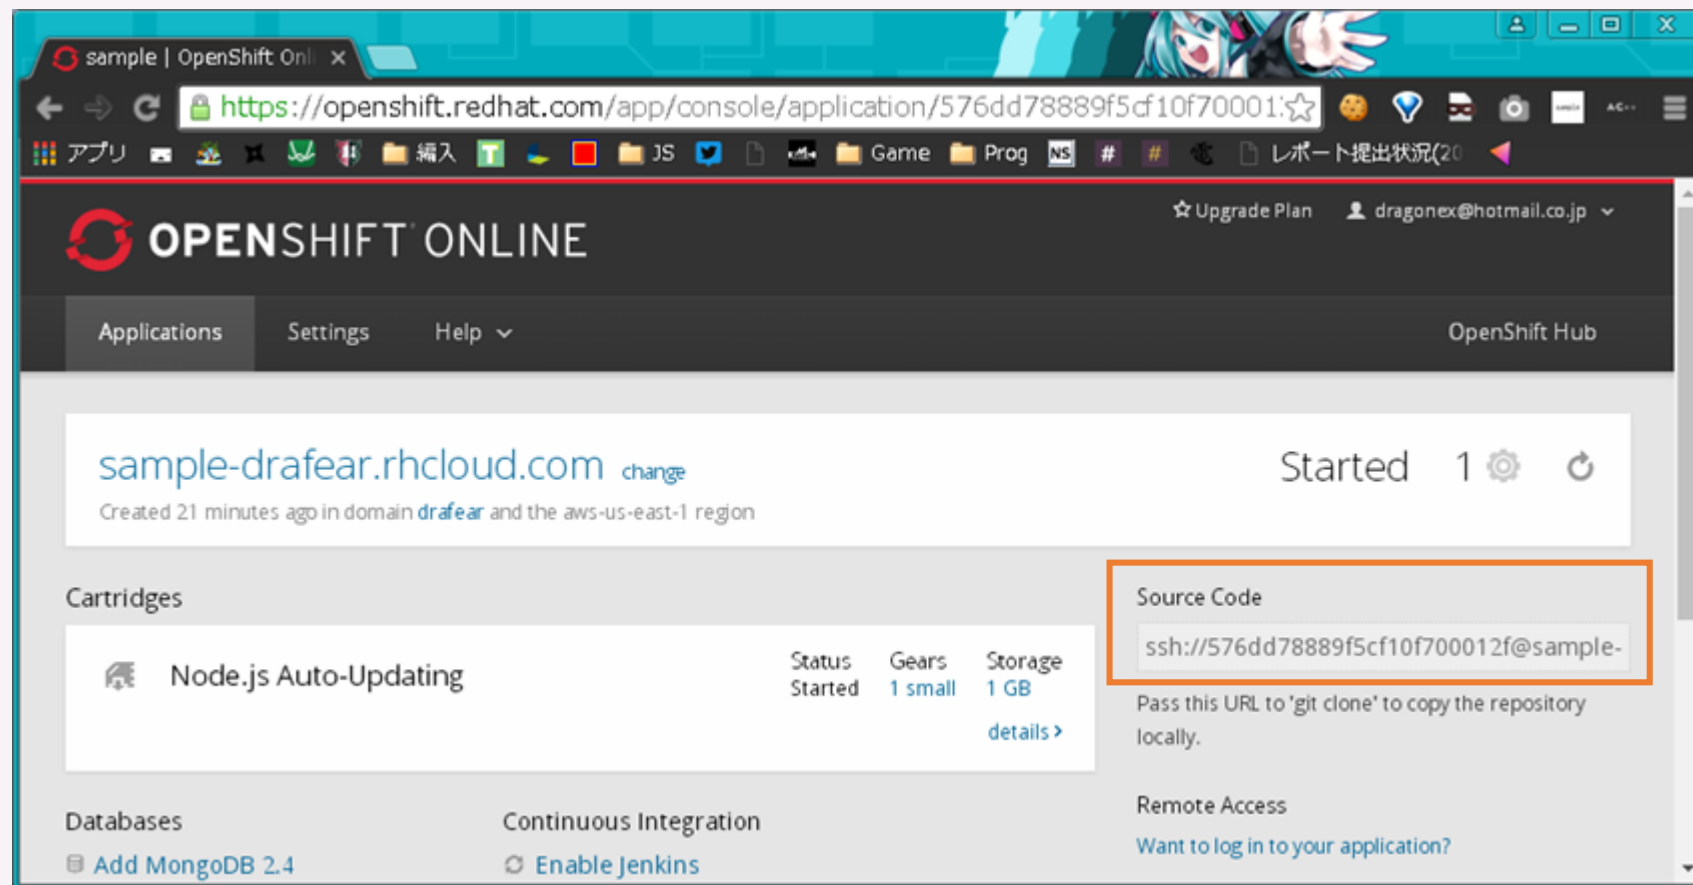 sample | OpenShift Onli
https://openshift.redhat.com/app/console/application/576dd78889f5cf10f70001
アプリ 編入 T JS Game Prog NS # # レポート提出状況(20
OPENSHIFT ONLINE
Upgrade Plan dragonex@hotmail.co.jp
Applications Settings Help OpenShift Hub
sample-drafear.rhcloud.com change
Started 1
Created 21 minutes ago in domain drafear and the aws-us-east-1 region
Cartridges
Node.js Auto-Updating
Status Gears Storage
Started 1 small 1 GB
details
Source Code
ssh://576dd78889f5cf10f700012f@sample-
Pass this URL to 'git clone' to copy the repository
locally.
Remote Access
Want to log in to your application?
Databases
Add MongoDB 2.4
Continuous Integration
Enable Jenkins